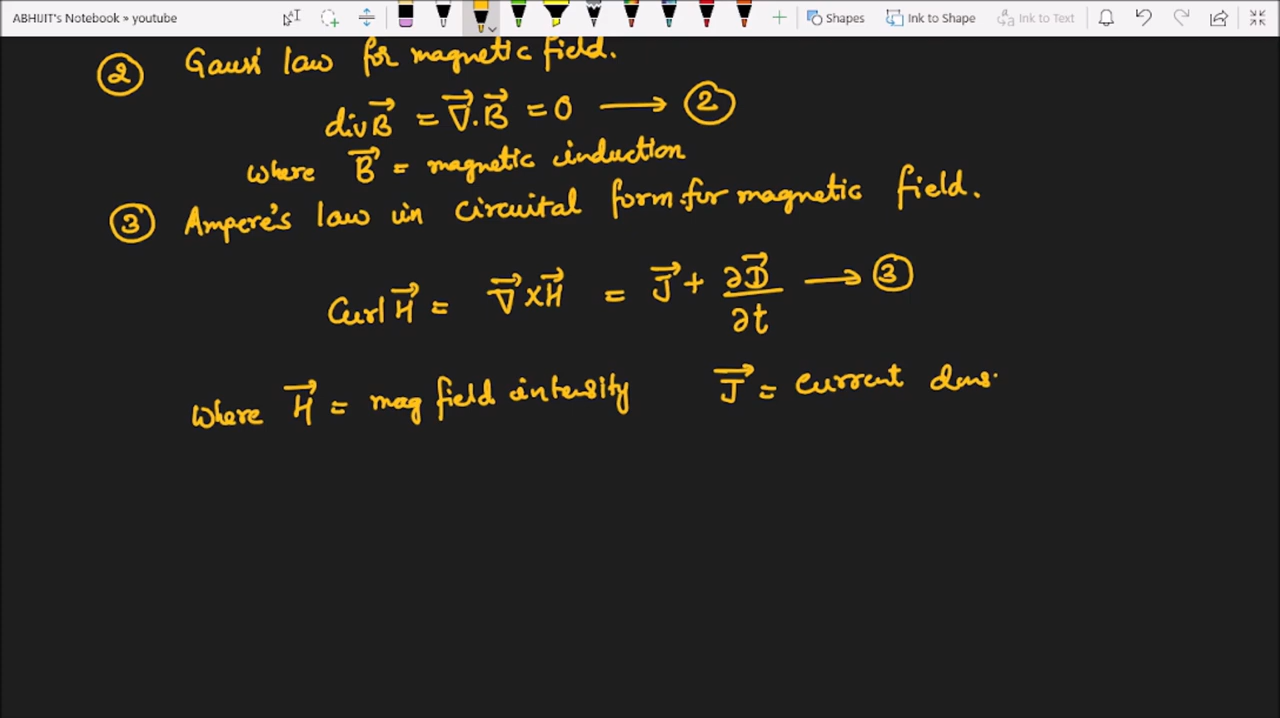 ABHIJIT's Notebook » youtube Shapes Ink to Shape Ink to Text
② Gauss' law for magnetic field.
div B⃗ = ∇⃗.B⃗ = 0 ⟶ ②
where B⃗ = magnetic induction
③ Ampere's law in circuital form.for magnetic field.
Curl H⃗ = ∇⃗×H⃗ = J⃗ + ∂D⃗/∂t ⟶ ③
where H⃗ = mag field intensity J⃗ = current dens.